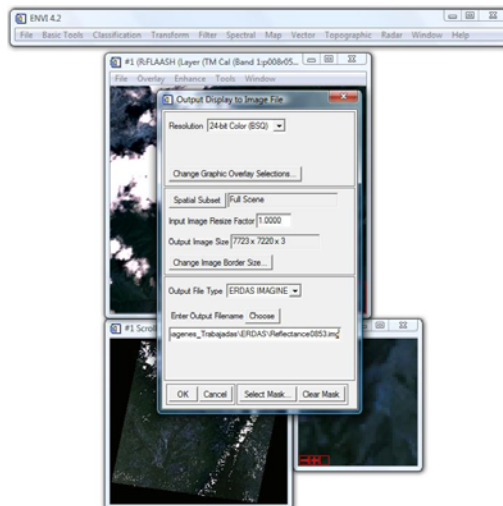 ENVI 4.2
File Basic Tools Classification Transform Filter Spectral Map Vector Topographic Radar Window Help
#1 (R:FLAASH (Layer (TM Cal (Band 1:p008r05...
File Overlay Enhance Tools Window
Output Display to Image File
Resolution 24-bit Color (BSQ)
Change Graphic Overlay Selections...
Spatial Subset Full Scene
Input Image Resize Factor 1.0000
Output Image Size 7723 x 7220 x 3
Change Image Border Size...
Output File Type ERDAS IMAGINE
Enter Output Filename Choose
agenes_Trabajadas\ERDAS\Reflectance0853.img
OK Cancel Select Mask... Clear Mask
#1 Scroll